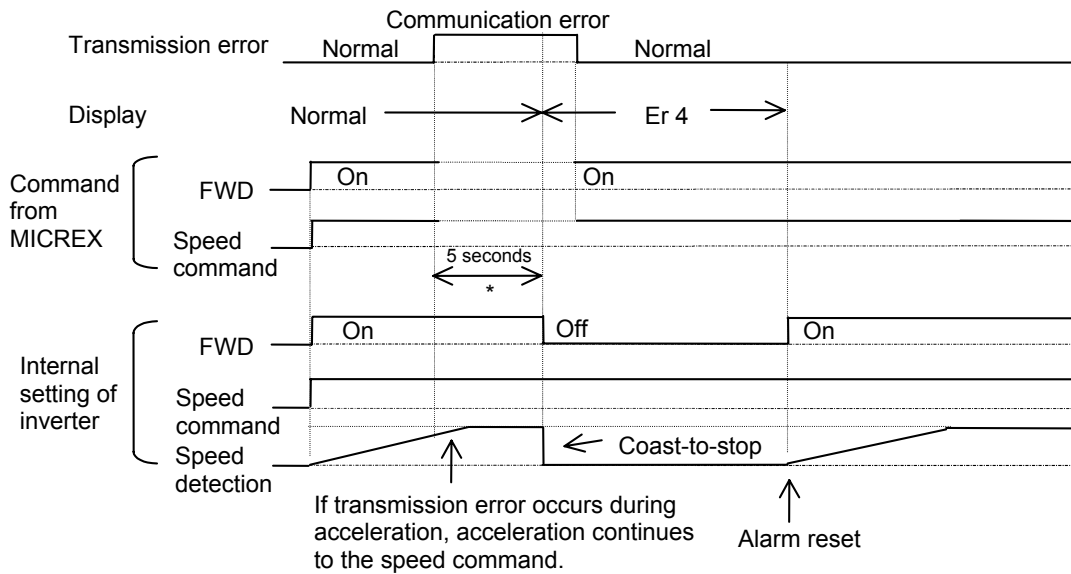 Communication error
Transmission error
Normal
Normal
Display
Normal
Er 4
Command
from
MICREX
FWD
On
On
Speed
command
5 seconds
*
Internal
setting of
inverter
FWD
On
Off
On
Speed
command
Speed
detection
Coast-to-stop
If transmission error occurs during
acceleration, acceleration continues
to the speed command.
Alarm reset